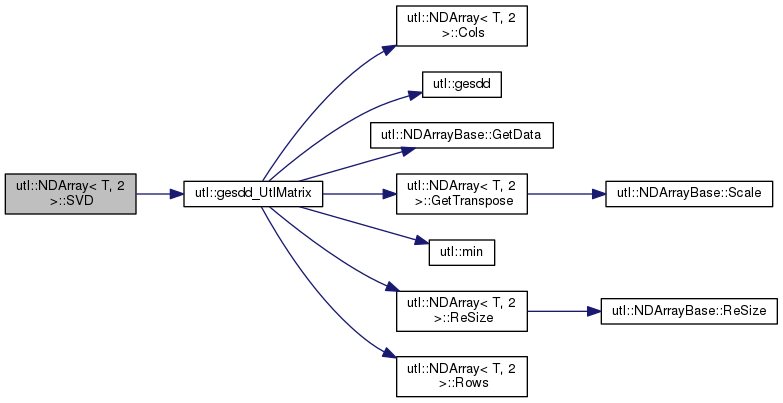 utl::NDArray< T, 2
>::SVD
utl::gesdd_UtlMatrix
utl::NDArray< T, 2
>::Cols
utl::gesdd
utl::NDArrayBase::GetData
utl::NDArray< T, 2
>::GetTranspose
utl::NDArrayBase::Scale
utl::min
utl::NDArray< T, 2
>::ReSize
utl::NDArrayBase::ReSize
utl::NDArray< T, 2
>::Rows